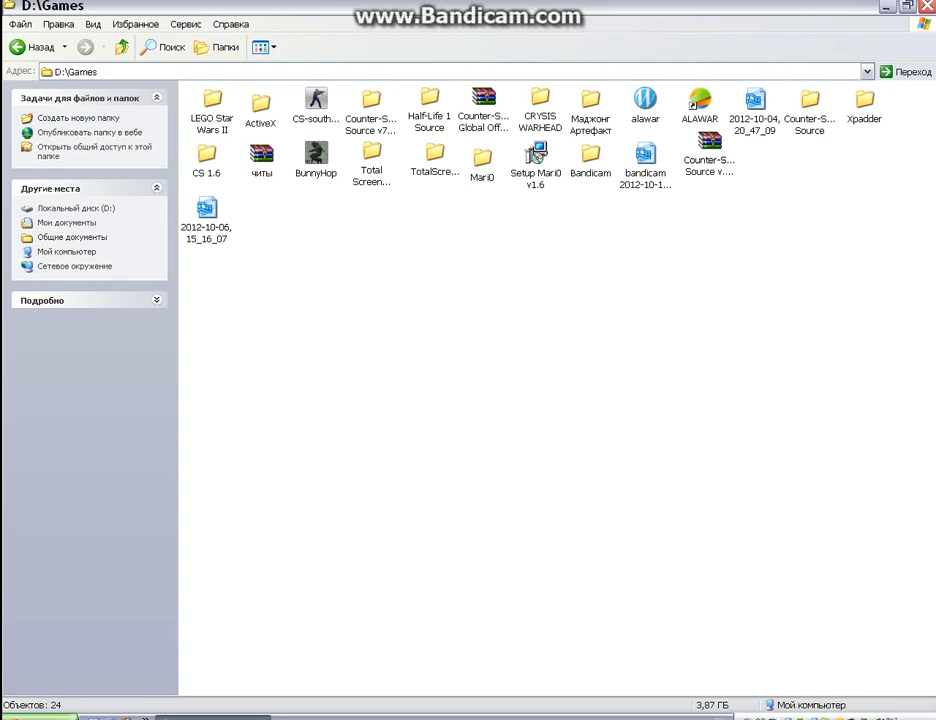 D:\Games
www.Bandicam.com
Файл Правка Вид Избранное Сервис Справка
Назад Поиск Папки
Адрес: D:\Games Переход
Задачи для файлов и папок
Создать новую папку
Опубликовать папку в вебе
Открыть общий доступ к этой
папке
Другие места
Локальный диск (D:)
Мои документы
Общие документы
Мой компьютер
Сетевое окружение
Подробно
LEGO Star
Wars II
ActiveX
CS-south...
Counter-S...
Source v7...
Half-Life 1
Source
Counter-S...
Global Off...
CRYSIS
WARHEAD
Маджонг
Артефакт
alawar
ALAWAR
2012-10-04,
20_47_09
Counter-S...
Source
Xpadder
CS 1.6
читы
BunnyHop
Total
Screen...
TotalScre...
Mari0
Setup Mari0
v1.6
Bandicam
bandicam
2012-10-1...
Counter-S...
Source v....
2012-10-06,
15_16_07
Объектов: 24
3,87 ГБ
Мой компьютер